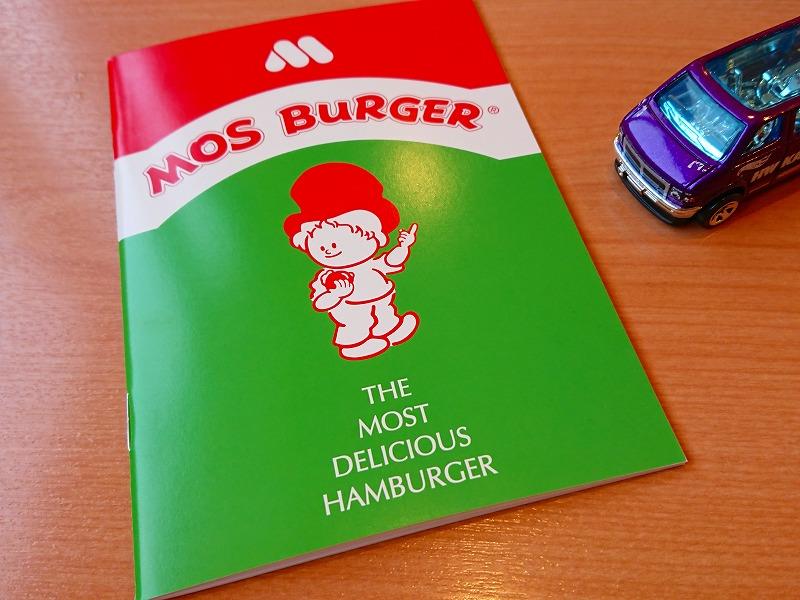 MOS BURGER®
THE
MOST
DELICIOUS
HAMBURGER